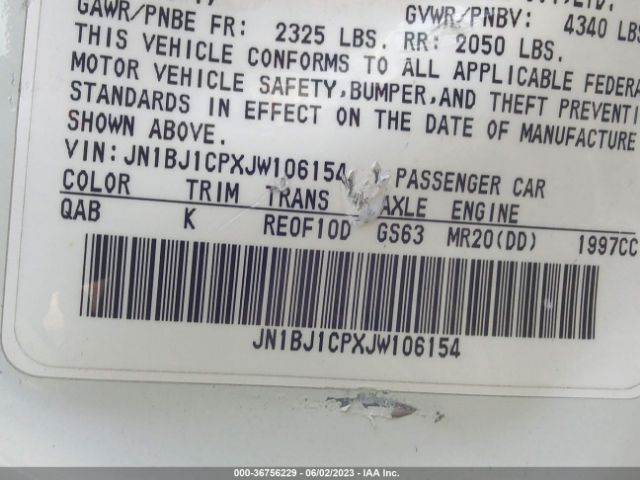 GAWR/PNBE FR: 2325 LBS. RR: 2050 LBS. GVWR/PNBV: 4340 LBS
THIS VEHICLE CONFORMS TO ALL APPLICABLE FEDERA
MOTOR VEHICLE SAFETY,BUMPER,AND THEFT PREVENTI
STANDARDS IN EFFECT ON THE DATE OF MANUFACTURE
SHOWN ABOVE.
VIN:JN1BJ1CPXJW106154 PASSENGER CAR
COLOR TRIM TRANS AXLE ENGINE
QAB K RE0F10D GS63 MR20(DD) 1997CC
JN1BJ1CPXJW106154
000-36756229 - 06/02/2023 - IAA Inc.